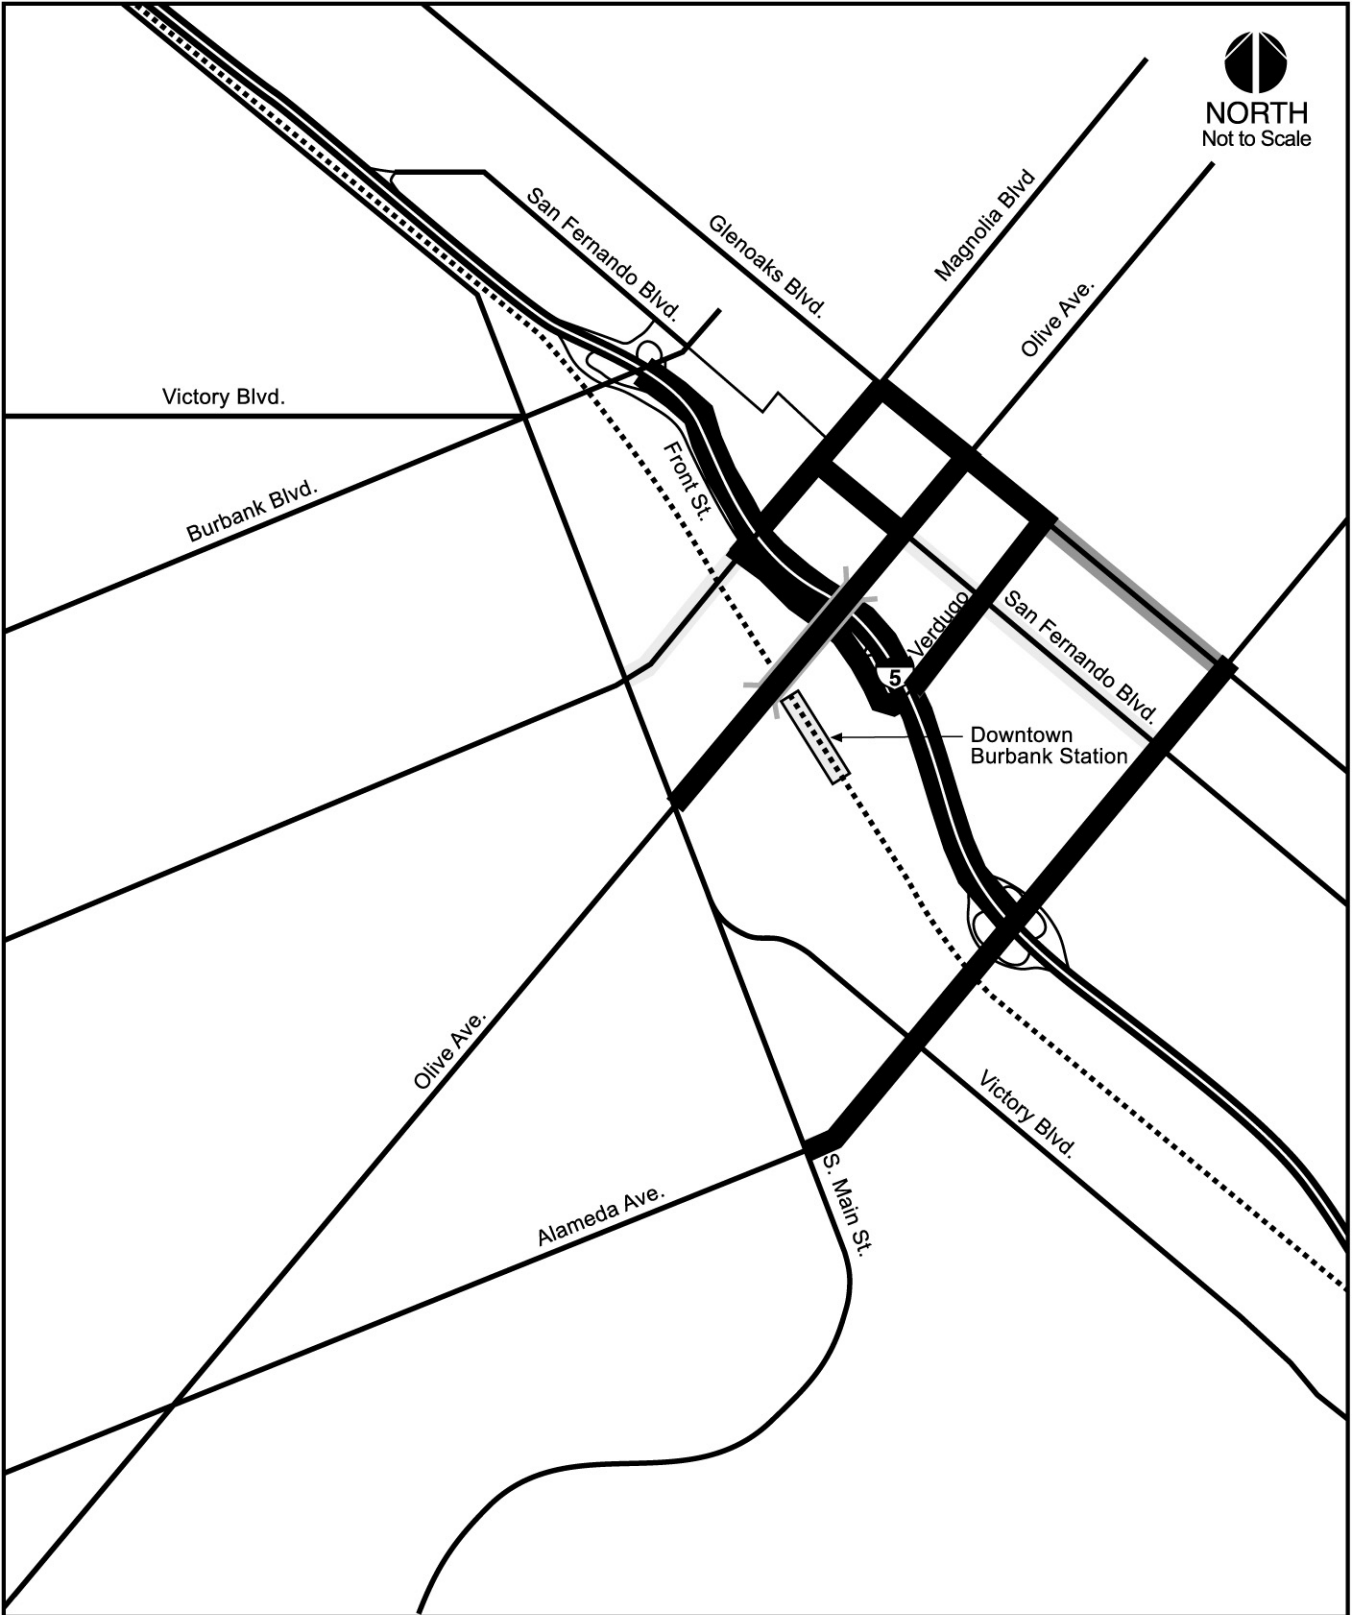 NORTH
Not to Scale
Magnolia Blvd
San Fernando Blvd.
Glenoaks Blvd.
Olive Ave.
Victory Blvd.
Front St.
Burbank Blvd.
Verdugo
San Fernando Blvd.
5
Downtown
Burbank Station
Olive Ave.
Victory Blvd.
S. Main St.
Alameda Ave.